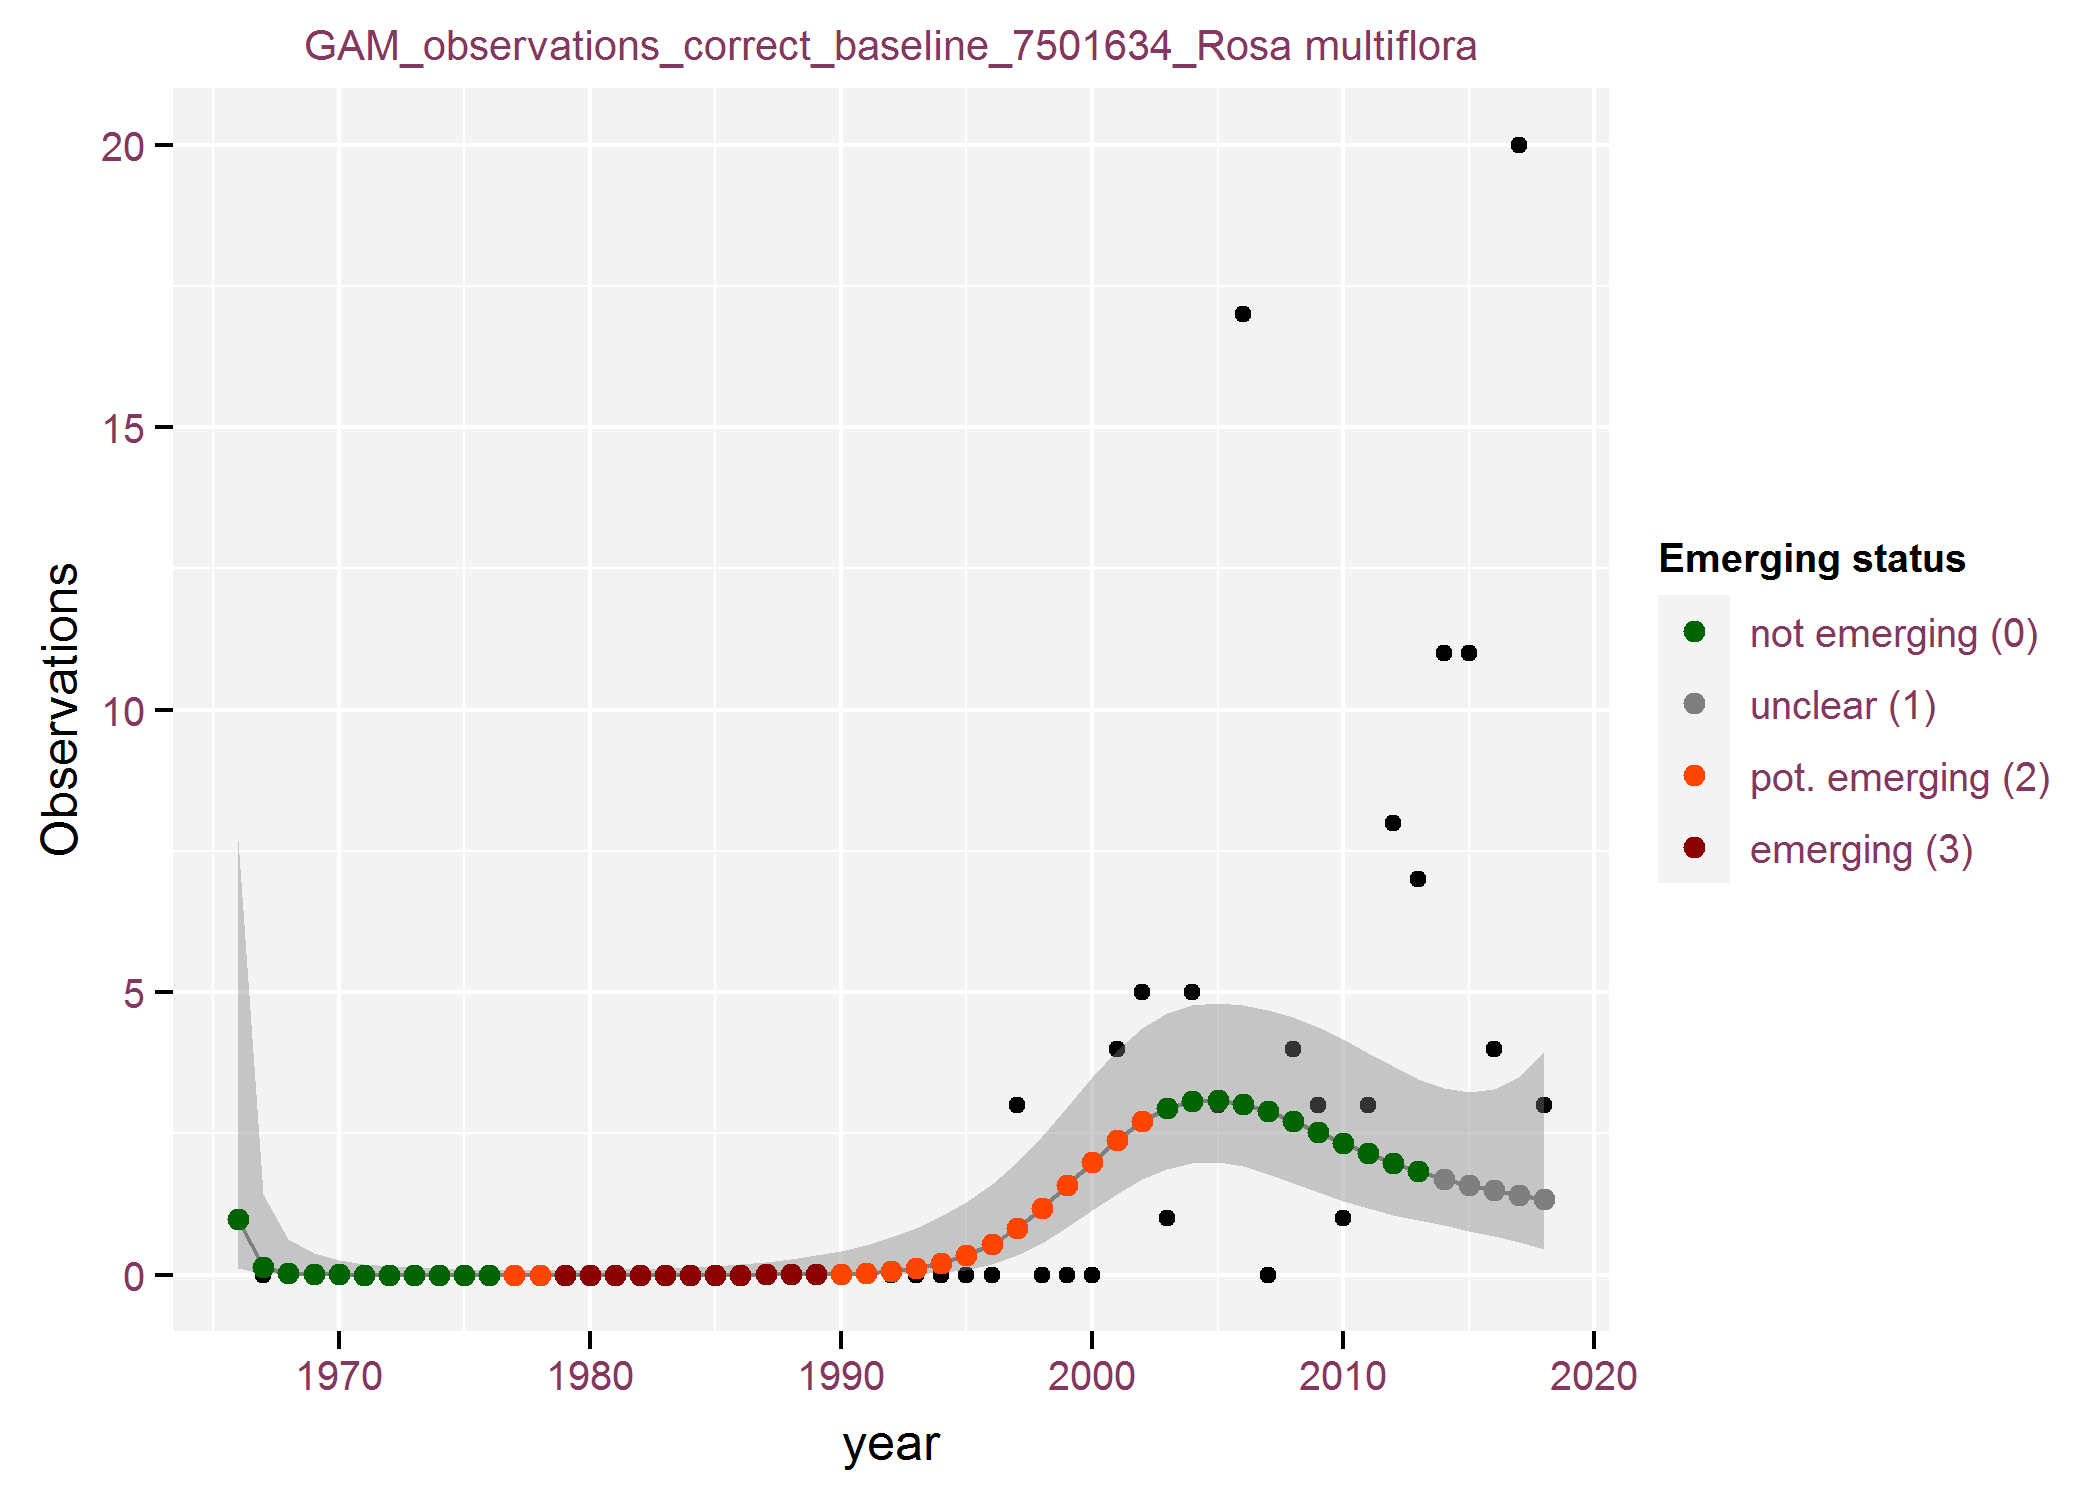 GAM_observations_correct_baseline_7501634_Rosa multiflora
Observations
20
15
10
5
0
1970 1980 1990 2000 2010 2020
year
Emerging status
not emerging (0)
unclear (1)
pot. emerging (2)
emerging (3)